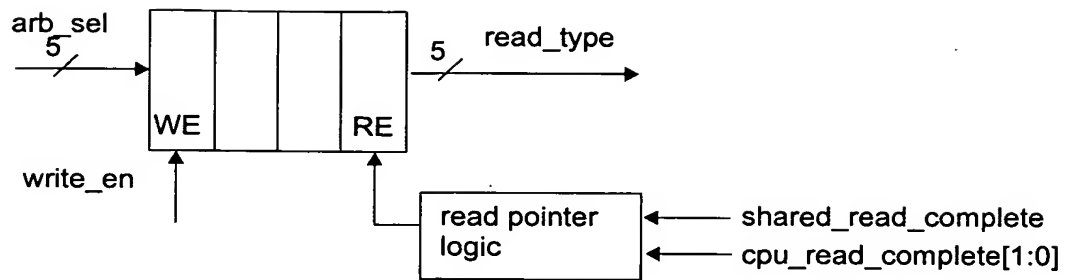 arb_sel
5
5
read_type
WE
RE
write_en
read pointer
logic
shared_read_complete
cpu_read_complete[1:0]